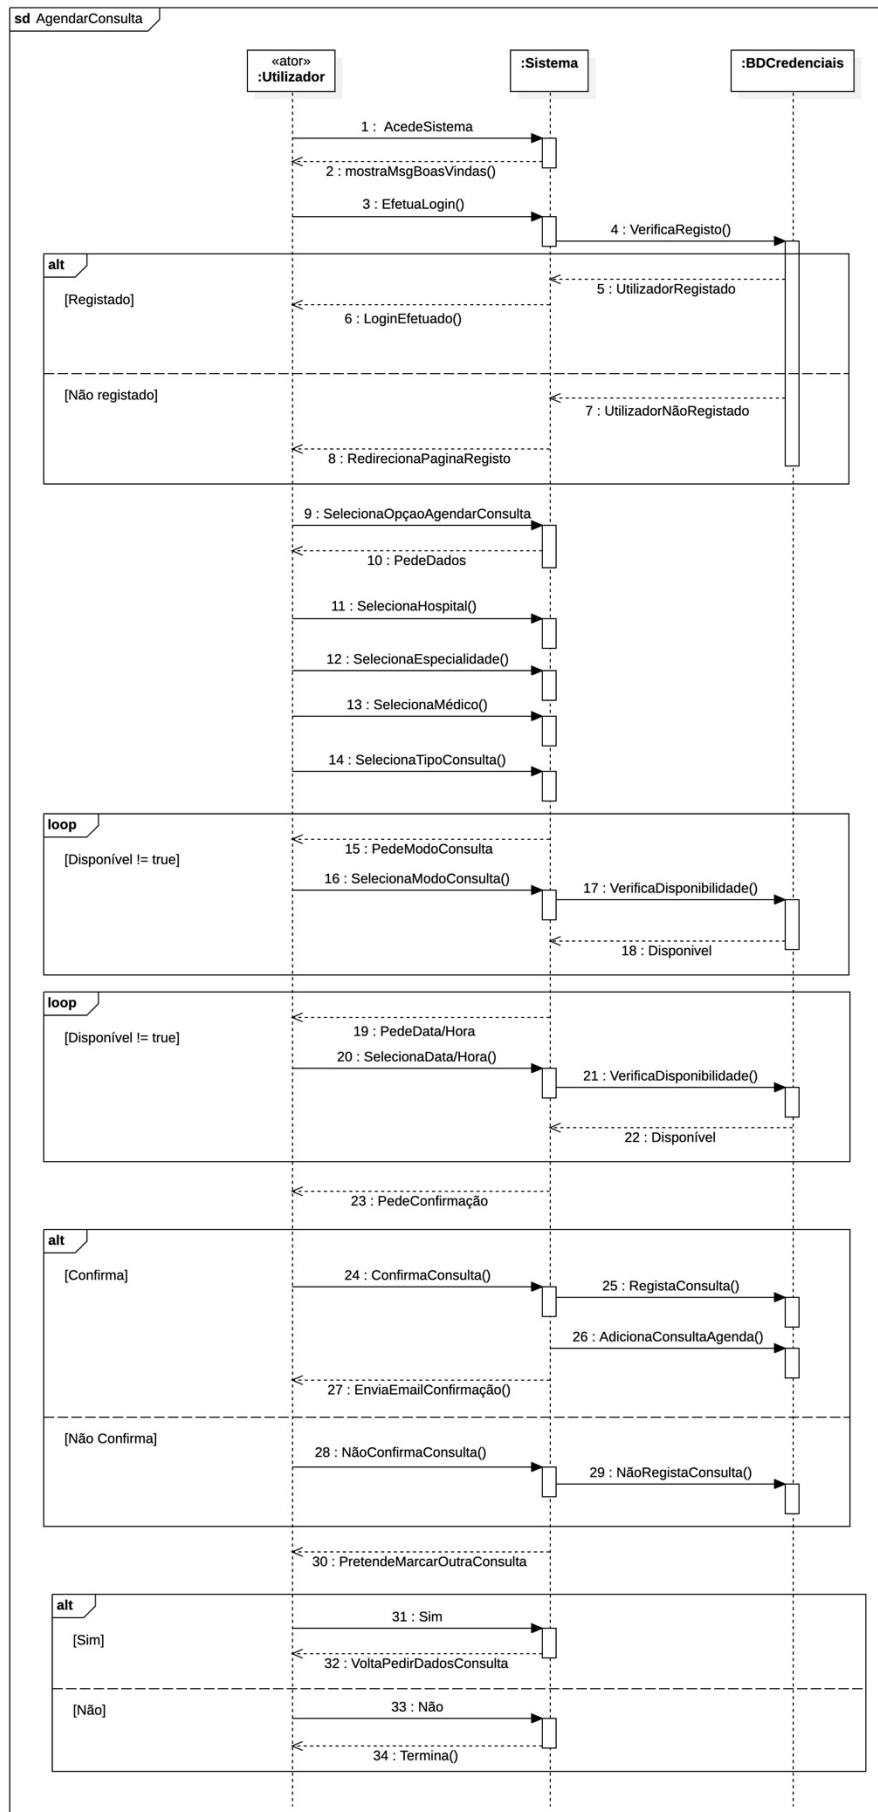 sd AgendarConsulta
«ator»
:Utilizador
:Sistema
:BDCredenciais
1 : AcedeSistema
2 : mostraMsgBoasVindas()
3 : EfetuaLogin()
4 : VerificaRegisto()
alt
5 : UtilizadorRegistado
[Registado]
6 : LoginEfetuado()
[Não registado]
7 : UtilizadorNãoRegistado
8 : RedirecionaPaginaRegisto
9 : SelecionaOpçaoAgendarConsulta
10 : PedeDados
11 : SelecionaHospital()
12 : SelecionaEspecialidade()
13 : SelecionaMédico()
14 : SelecionaTipoConsulta()
loop
15 : PedeModoConsulta
[Disponível != true]
16 : SelecionaModoConsulta()
17 : VerificaDisponibilidade()
18 : Disponivel
loop
19 : PedeData/Hora
[Disponível != true]
20 : SelecionaData/Hora()
21 : VerificaDisponibilidade()
22 : Disponível
23 : PedeConfirmação
alt
[Confirma]
24 : ConfirmaConsulta()
25 : RegistaConsulta()
26 : AdicionaConsultaAgenda()
27 : EnviaEmailConfirmação()
[Não Confirma]
28 : NãoConfirmaConsulta()
29 : NãoRegistaConsulta()
30 : PretendeMarcarOutraConsulta
alt
31 : Sim
[Sim]
32 : VoltaPedirDadosConsulta
[Não]
33 : Não
34 : Termina()